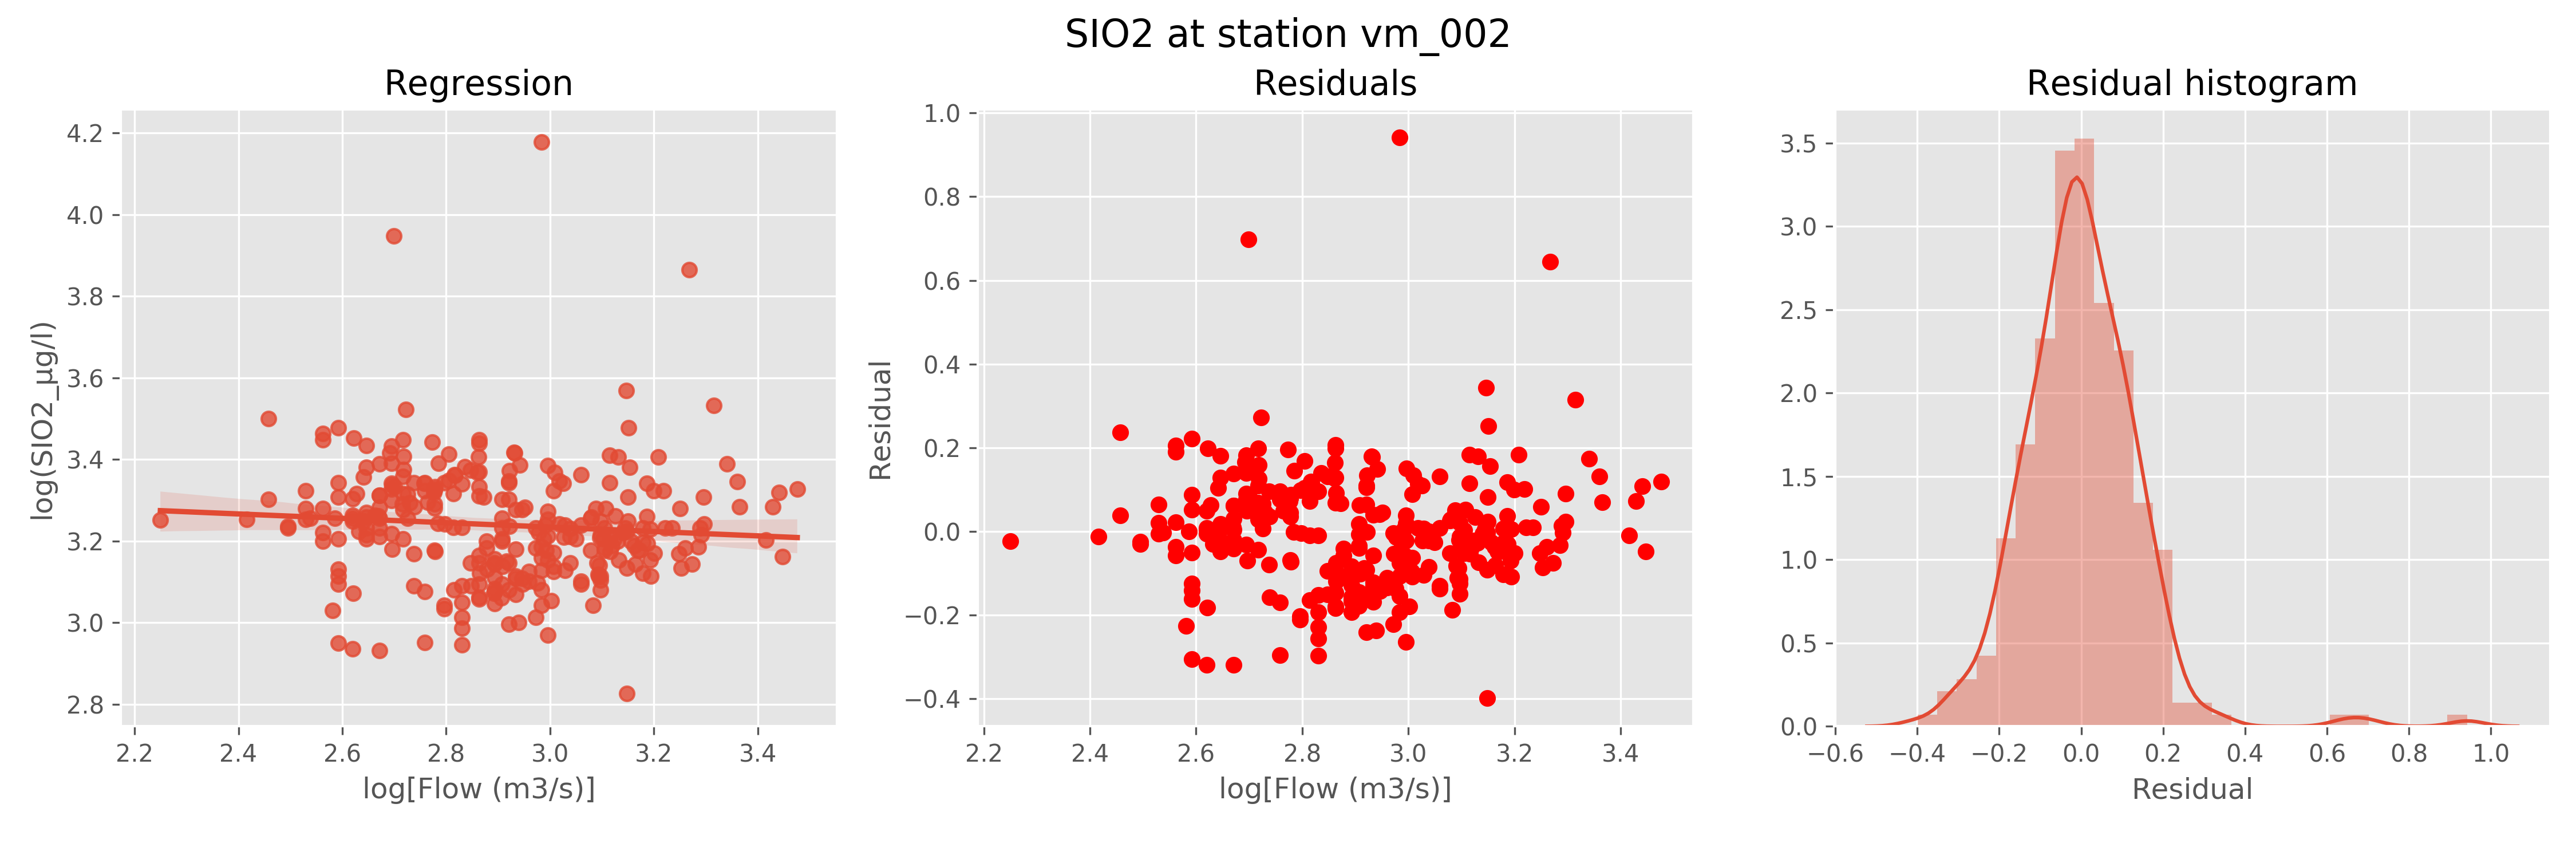 SIO2 at station vm_002
Regression
4.2
4.0
3.8
3.6
3.4
3.2
3.0
2.8
log(SIO2_µg/l)
2.2 2.4 2.6 2.8 3.0 3.2 3.4
log[Flow (m3/s)]
Residuals
1.0
0.8
0.6
0.4
0.2
0.0
−0.2
−0.4
Residual
2.2 2.4 2.6 2.8 3.0 3.2 3.4
log[Flow (m3/s)]
Residual histogram
3.5
3.0
2.5
2.0
1.5
1.0
0.5
0.0
−0.6 −0.4 −0.2 0.0 0.2 0.4 0.6 0.8 1.0
Residual